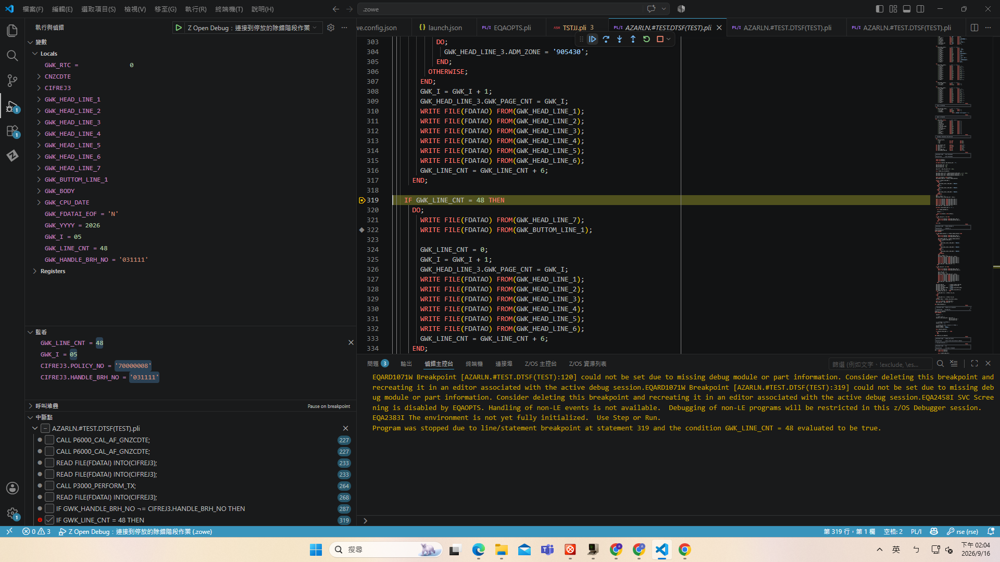 檔案(F) 編輯(E) 選取項目(S) 檢視(V) 移至(G) 執行(R) 終端機(T) 說明(H)
.zowe
執行與偵錯
Z Open Debug：連接到停放的除錯階段作業
we.config.json
launch.json
EQAOPTS.pli
TSTJJ.pli 3
AZARLN.#TEST.DTSF(TEST).pli
AZARLN.#TEST.DTSF(TEST).pli
AZARLN.#TEST.DTSF(TEST).pli
變數
Locals
GWK_RTC = 0
CNZCDTE
CIFREJ3
GWK_HEAD_LINE_1
GWK_HEAD_LINE_2
GWK_HEAD_LINE_3
GWK_HEAD_LINE_4
GWK_HEAD_LINE_5
GWK_HEAD_LINE_6
GWK_HEAD_LINE_7
GWK_BUTTOM_LINE_1
GWK_BODY
GWK_CPU_DATE
GWK_FDATAI_EOF = 'N'
GWK_YYYY = 2026
GWK_I = 05
GWK_LINE_CNT = 48
GWK_HANDLE_BRH_NO = '031111'
Registers
監看
GWK_LINE_CNT = 48
GWK_I = 05
CIFREJ3.POLICY_NO = '70000008'
CIFREJ3.HANDLE_BRH_NO = '031111'
呼叫堆疊
Pause on breakpoint
中斷點
AZARLN.#TEST.DTSF(TEST).pli
CALL P6000_CAL_AF_GNZCDTE; 227
CALL P6000_CAL_AF_GNZCDTE; 227
READ FILE(FDATAI) INTO(CIFREJ3); 233
READ FILE(FDATAI) INTO(CIFREJ3); 233
CALL P3000_PERFORM_TX; 264
READ FILE(FDATAI) INTO(CIFREJ3); 268
IF GWK_HANDLE_BRH_NO ¬= CIFREJ3.HANDLE_BRH_NO THEN 287
IF GWK_LINE_CNT = 48 THEN 319
303 DO;
304 GWK_HEAD_LINE_3.ADM_ZONE = '905430';
305 END;
306 OTHERWISE;
307 END;
308 GWK_I = GWK_I + 1;
309 GWK_HEAD_LINE_3.GWK_PAGE_CNT = GWK_I;
310 WRITE FILE(FDATAO) FROM(GWK_HEAD_LINE_1);
311 WRITE FILE(FDATAO) FROM(GWK_HEAD_LINE_2);
312 WRITE FILE(FDATAO) FROM(GWK_HEAD_LINE_3);
313 WRITE FILE(FDATAO) FROM(GWK_HEAD_LINE_4);
314 WRITE FILE(FDATAO) FROM(GWK_HEAD_LINE_5);
315 WRITE FILE(FDATAO) FROM(GWK_HEAD_LINE_6);
316 GWK_LINE_CNT = GWK_LINE_CNT + 6;
317 END;
318
319 IF GWK_LINE_CNT = 48 THEN
320 DO;
321 WRITE FILE(FDATAO) FROM(GWK_HEAD_LINE_7);
322 WRITE FILE(FDATAO) FROM(GWK_BUTTOM_LINE_1);
323
324 GWK_LINE_CNT = 0;
325 GWK_I = GWK_I + 1;
326 GWK_HEAD_LINE_3.GWK_PAGE_CNT = GWK_I;
327 WRITE FILE(FDATAO) FROM(GWK_HEAD_LINE_1);
328 WRITE FILE(FDATAO) FROM(GWK_HEAD_LINE_2);
329 WRITE FILE(FDATAO) FROM(GWK_HEAD_LINE_3);
330 WRITE FILE(FDATAO) FROM(GWK_HEAD_LINE_4);
331 WRITE FILE(FDATAO) FROM(GWK_HEAD_LINE_5);
332 WRITE FILE(FDATAO) FROM(GWK_HEAD_LINE_6);
333 GWK_LINE_CNT = GWK_LINE_CNT + 6;
334 END;
問題 3 輸出 偵錯主控台 終端機 連接埠 Z/OS 主控台 Z/OS 資源列表
篩選 (例如文字、!exclude, \es...
EQARD1071W Breakpoint [AZARLN.#TEST.DTSF(TEST):120] could not be set due to missing debug module or part information. Consider deleting this breakpoint and
recreating it in an editor associated with the active debug session.EQARD1071W Breakpoint [AZARLN.#TEST.DTSF(TEST):319] could not be set due to missing deb
ug module or part information. Consider deleting this breakpoint and recreating it in an editor associated with the active debug session.EQA2458I SVC Scree
ning is disabled by EQAOPTS. Handling of non-LE events is not available.  Debugging of non-LE programs will be restricted in this z/OS Debugger session.
EQA2383I The environment is not yet fully initialized.  Use Step or Run.
Program was stopped due to line/statement breakpoint at statement 319 and the condition GWK_LINE_CNT = 48 evaluated to be true.
0 3 Z Open Debug：連接到停放的除錯階段作業 (.zowe)
第 319 行，第 1 欄 空格: 2 PL/I rse (rse)
搜尋
英 ㄅ
下午 02:04
2026/9/16